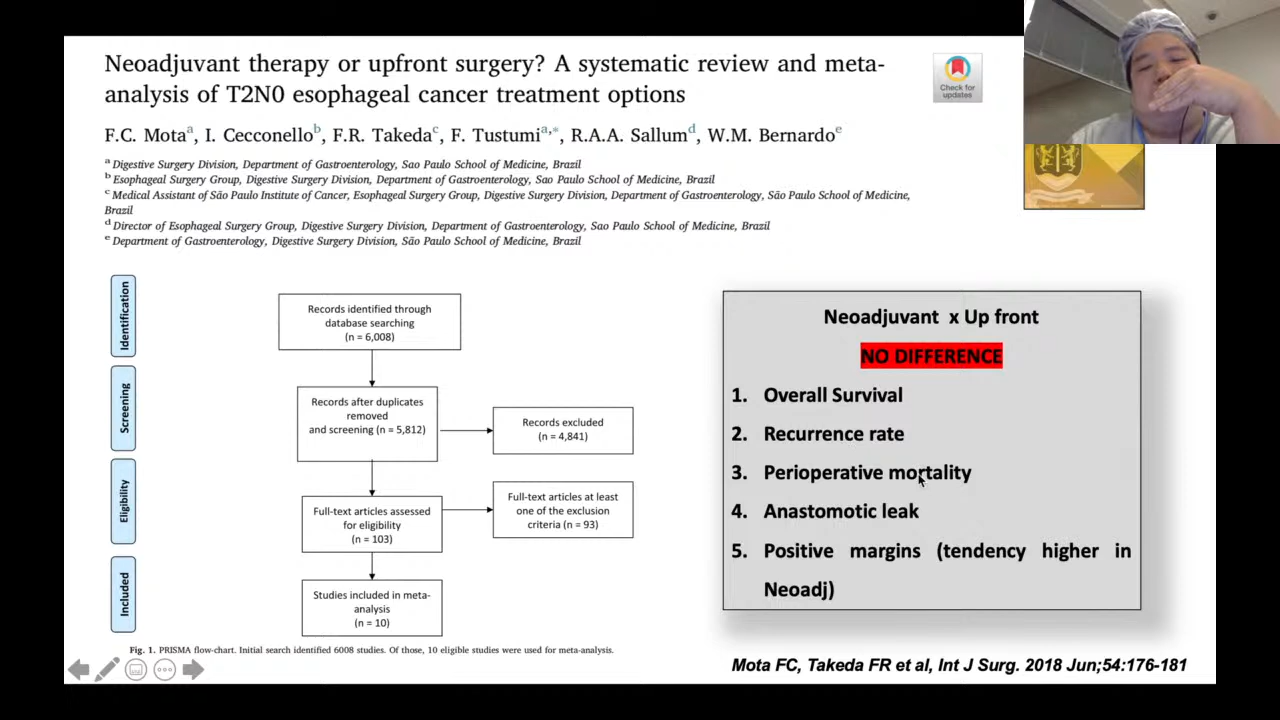 Neoadjuvant therapy or upfront surgery? A systematic review and meta-
analysis of T2N0 esophageal cancer treatment options
Check for
updates
F.C. Motaa, I. Cecconellob, F.R. Takedac, F. Tustumia,*, R.A.A. Sallumd, W.M. Bernardoe
a Digestive Surgery Division, Department of Gastroenterology, Sao Paulo School of Medicine, Brazil
b Esophageal Surgery Group, Digestive Surgery Division, Department of Gastroenterology, Sao Paulo School of Medicine, Brazil
c Medical Assistant of São Paulo Institute of Cancer, Esophageal Surgery Group, Digestive Surgery Division, Department of Gastroenterology, São Paulo School of Medicine,
Brazil
d Director of Esophageal Surgery Group, Digestive Surgery Division, Department of Gastroenterology, Sao Paulo School of Medicine, Brazil
e Department of Gastroenterology, Digestive Surgery Division, São Paulo School of Medicine, Brazil
Identification
Records identified through
database searching
(n = 6,008)
Screening
Records after duplicates
removed
and screening (n = 5,812)
Records excluded
(n = 4,841)
Eligibility
Full-text articles assessed
for eligibility
(n = 103)
Full-text articles at least
one of the exclusion
criteria (n = 93)
Included
Studies included in meta-
analysis
(n = 10)
Fig. 1. PRISMA flow-chart. Initial search identified 6008 studies. Of those, 10 eligible studies were used for meta-analysis.
Neoadjuvant x Up front
NO DIFFERENCE
1. Overall Survival
2. Recurrence rate
3. Perioperative mortality
4. Anastomotic leak
5. Positive margins (tendency higher in
Neoadj)
Mota FC, Takeda FR et al, Int J Surg. 2018 Jun;54:176-181